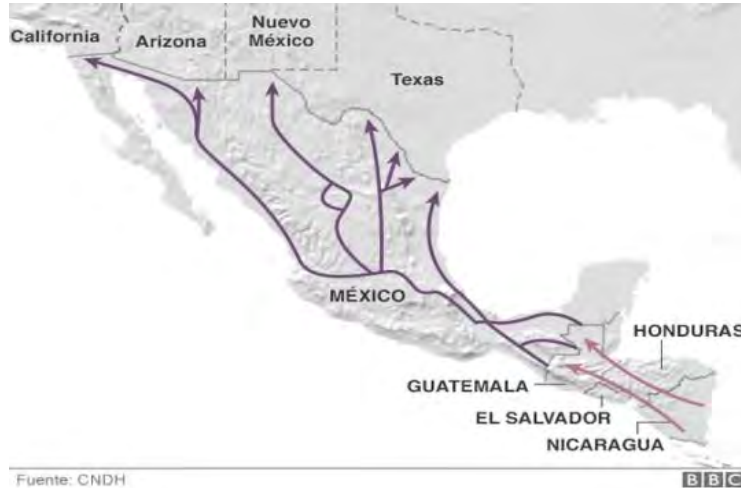 California
Arizona
Nuevo
México
Texas
MÉXICO
HONDURAS
GUATEMALA
EL SALVADOR
NICARAGUA
Fuente: CNDH
BBC